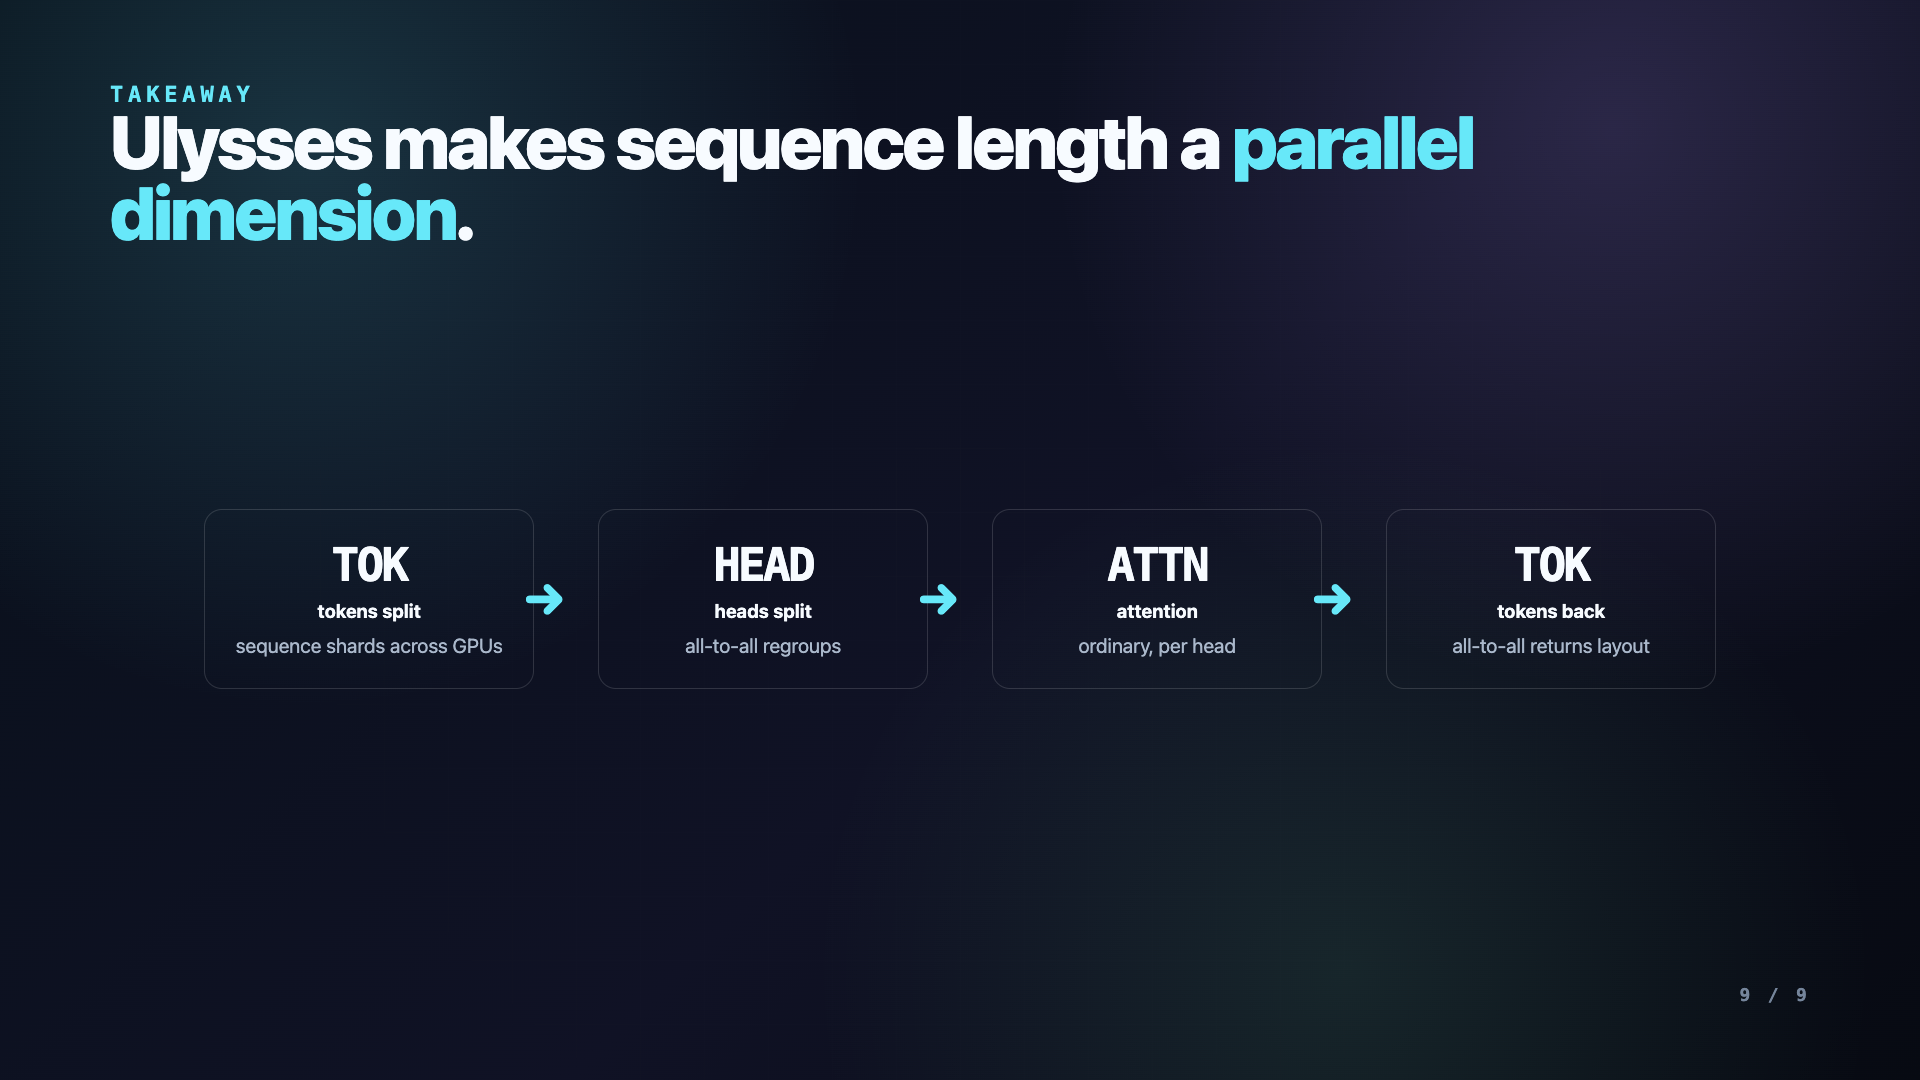 TAKEAWAY
Ulysses makes sequence length a parallel
dimension.
TOK
tokens split
sequence shards across GPUs
HEAD
heads split
all-to-all regroups
ATTN
attention
ordinary, per head
TOK
tokens back
all-to-all returns layout
9 / 9